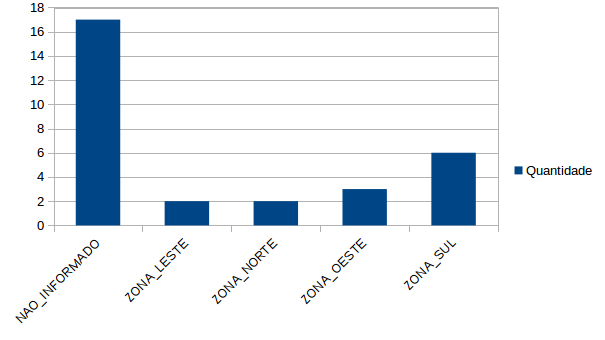 18
16
14
12
10
8
6
4
2
0
NAO_INFORMADO
ZONA_LESTE
ZONA_NORTE
ZONA_OESTE
ZONA_SUL
Quantidade